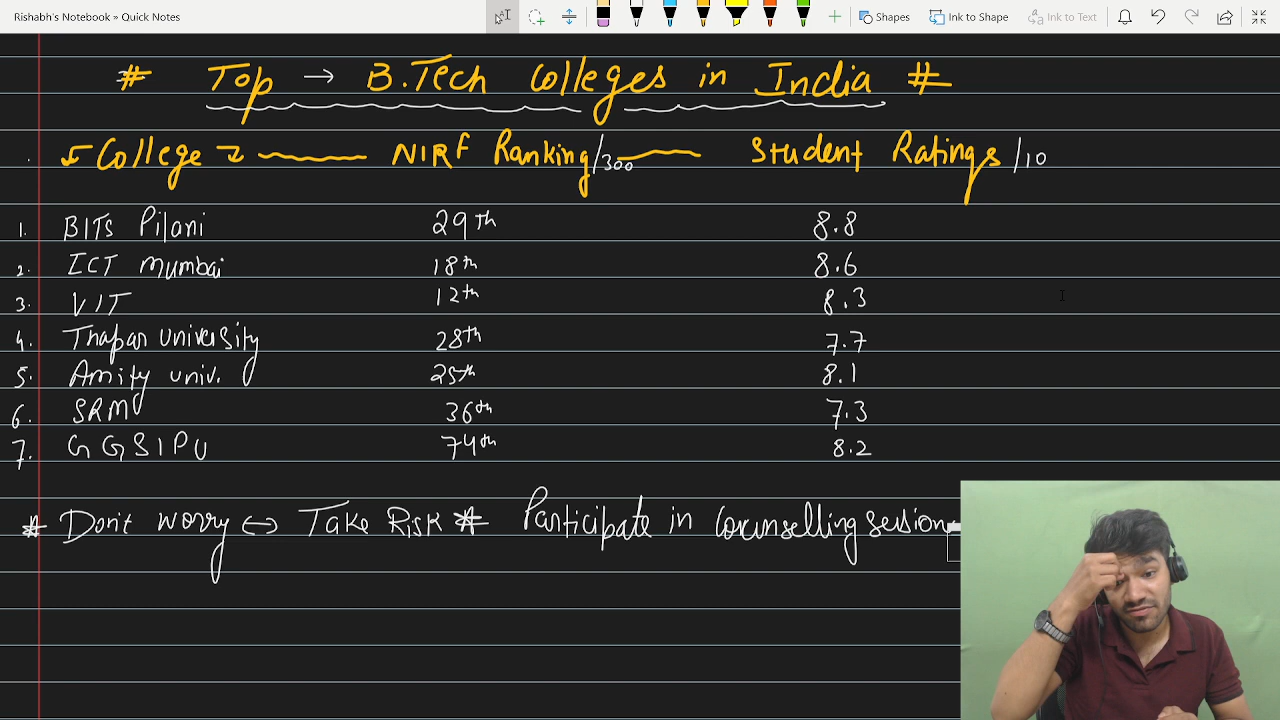 Rishabh's Notebook » Quick Notes
Shapes
Ink to Shape
Ink to Text
# Top → B.Tech Colleges in India #
College NIRF Ranking/300 Student Ratings /10
1. BITS Pilani 29th 8.8
2. ICT Mumbai 18th 8.6
3. VIT 12th 8.3
4. Thapar University 28th 7.7
5. Amity univ. 25th 8.1
6. SRM 36th 7.3
7. GGSIPU 74th 8.2
* Don't worry ↔ Take Risk * Participate in Counselling session